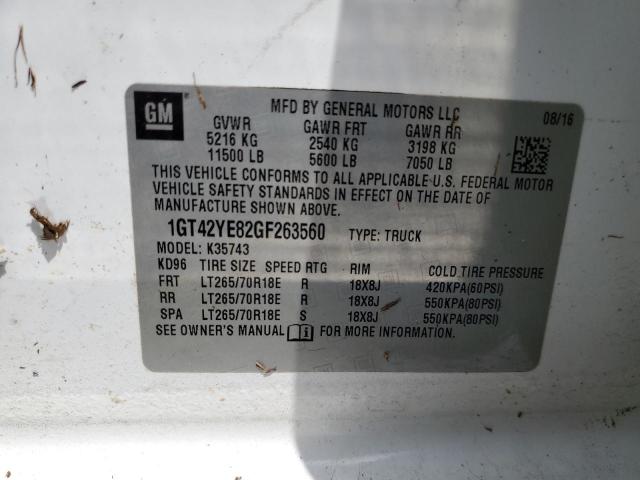 GM
MFD BY GENERAL MOTORS LLC 08/16
GVWR GAWR FRT GAWR RR
5216 KG 2540 KG 3198 KG
11500 LB 5600 LB 7050 LB
THIS VEHICLE CONFORMS TO ALL APPLICABLE U.S. FEDERAL MOTOR
VEHICLE SAFETY STANDARDS IN EFFECT ON THE DATE OF
MANUFACTURE SHOWN ABOVE.
1GT42YE82GF263560 TYPE: TRUCK
MODEL: K35743
KD96 TIRE SIZE SPEED RTG RIM COLD TIRE PRESSURE
FRT LT265/70R18E R 18X8J 420KPA(60PSI)
RR LT265/70R18E R 18X8J 550KPA(80PSI)
SPA LT265/70R18E S 18X8J 550KPA(80PSI)
SEE OWNER'S MANUAL FOR MORE INFORMATION.